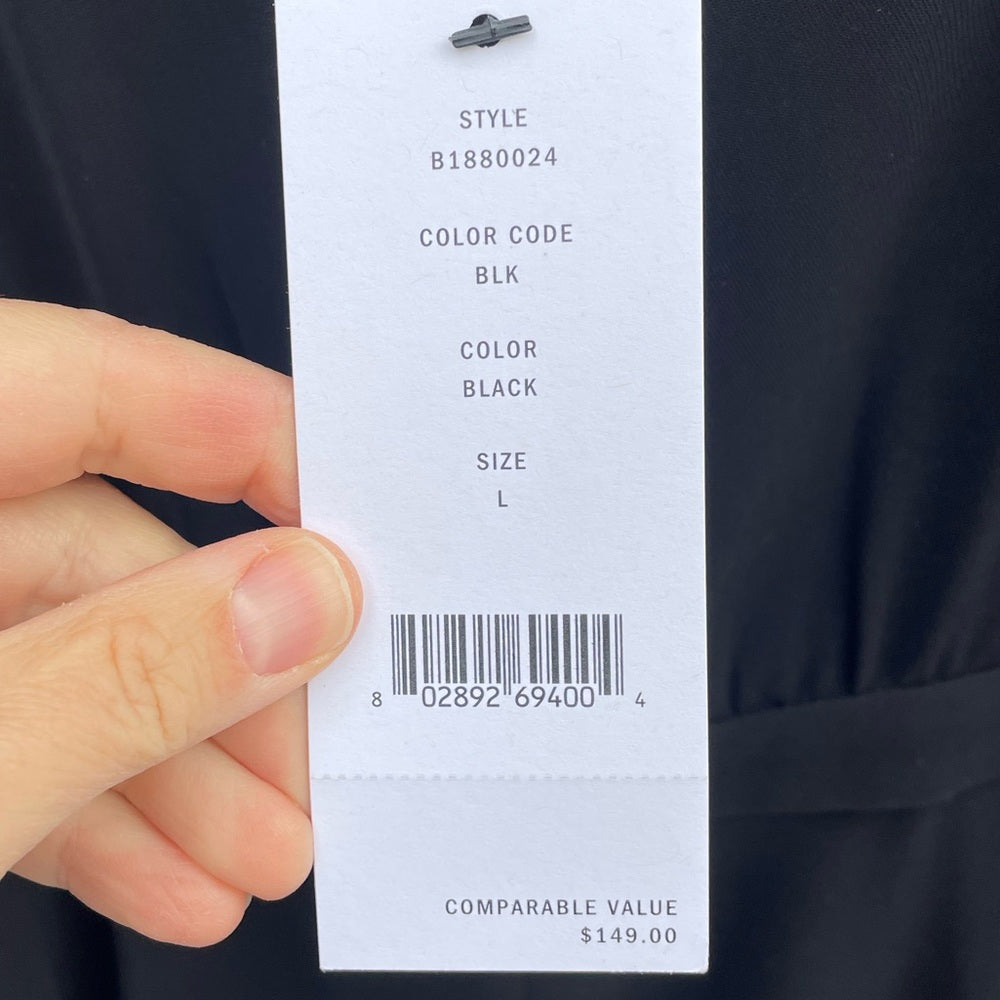 STYLE
B1880024
COLOR CODE
BLK
COLOR
BLACK
SIZE
L
8 02892 69400 4
COMPARABLE VALUE
$149.00